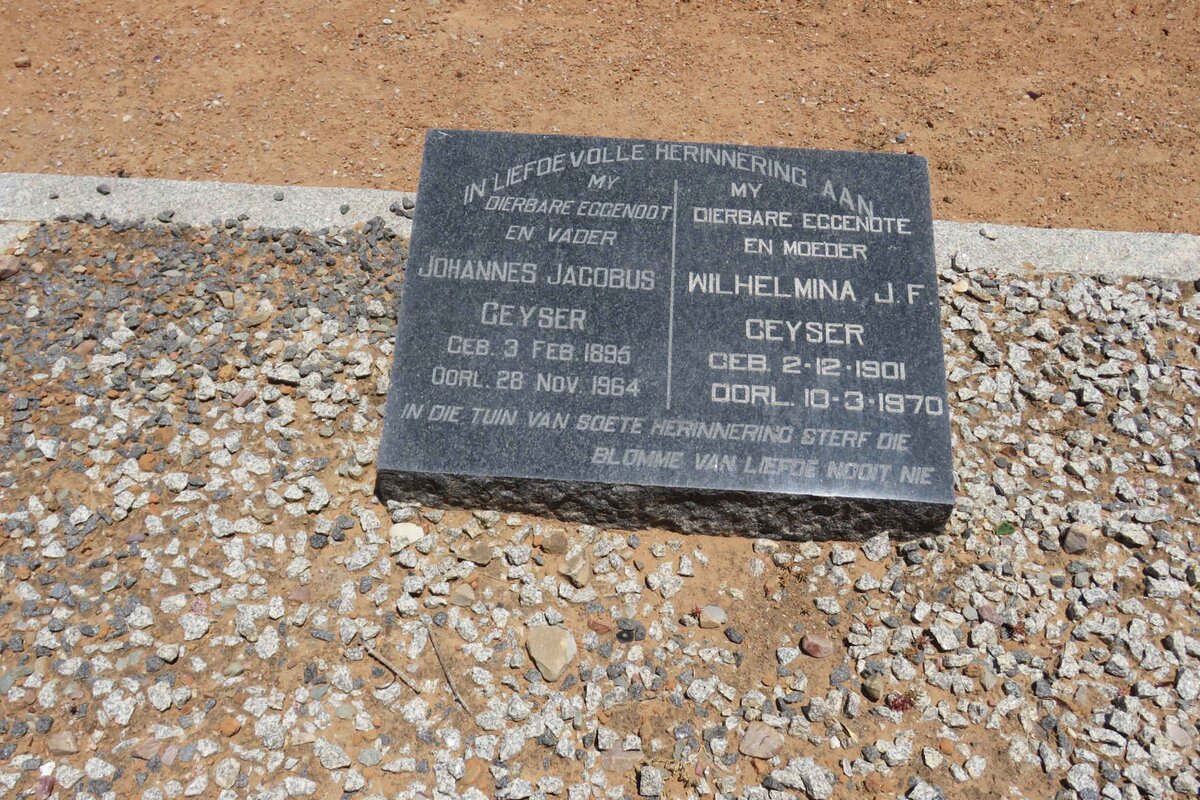 IN LIEFDEVOLLE HERINNERING AAN
MY
DIERBARE EGGENOOT
EN VADER
JOHANNES JACOBUS
GEYSER
GEB. 3 FEB. 1895
OORL. 28 NOV. 1964
MY
DIERBARE EGGENOTE
EN MOEDER
WILHELMINA J.F.
GEYSER
GEB. 2-12-1901
OORL. 10-3-1970
IN DIE TUIN VAN SOETE HERINNERING STERF DIE
BLOMME VAN LIEFDE NOOIT NIE